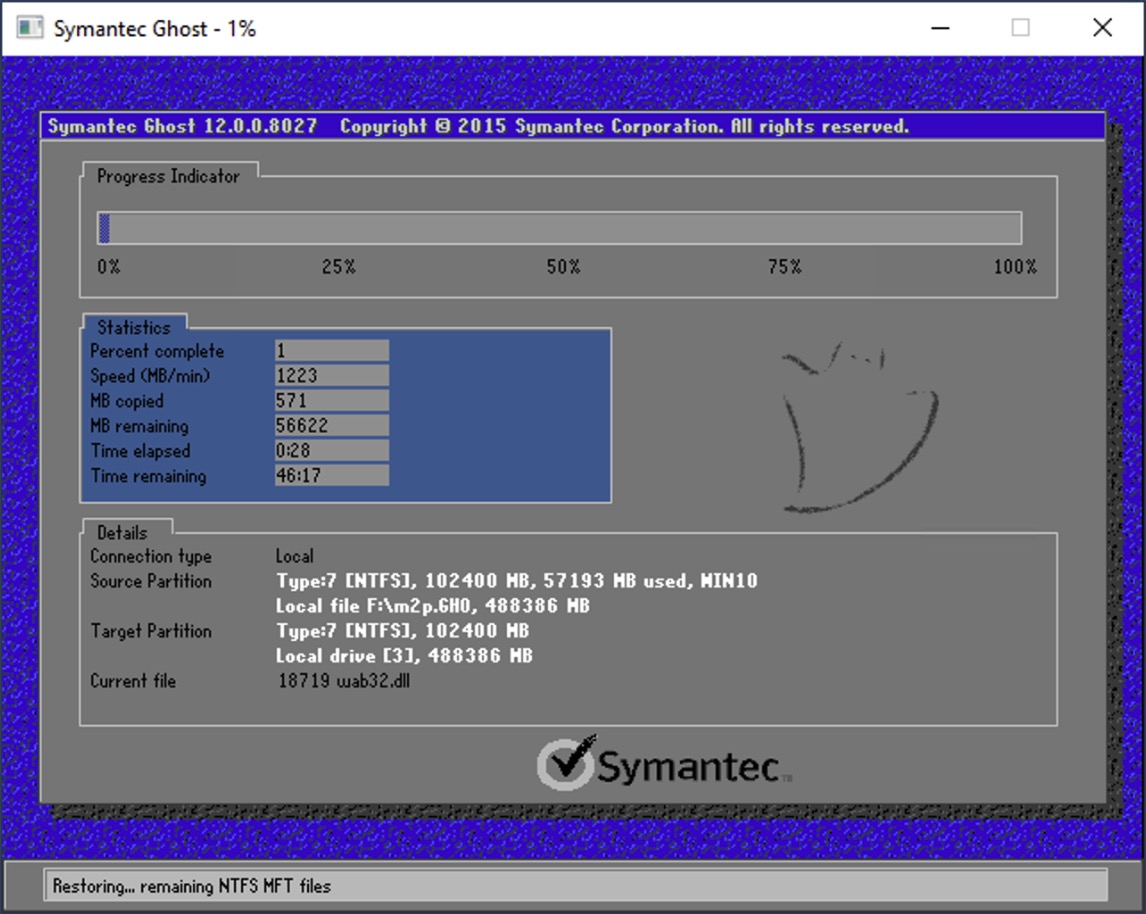 Symantec Ghost - 1%
Symantec Ghost 12.0.0.8027 Copyright © 2015 Symantec Corporation. All rights reserved.
Progress Indicator
0% 25% 50% 75% 100%
Statistics
Percent complete 1
Speed (MB/min) 1223
MB copied 571
MB remaining 56622
Time elapsed 0:28
Time remaining 46:17
Details
Connection type Local
Source Partition Type:7 [NTFS], 102400 MB, 57193 MB used, WIN10
Local file F:\m2p.GHO, 488386 MB
Target Partition Type:7 [NTFS], 102400 MB
Local drive [3], 488386 MB
Current file 18719 wab32.dll
Symantec™
Restoring... remaining NTFS MFT files